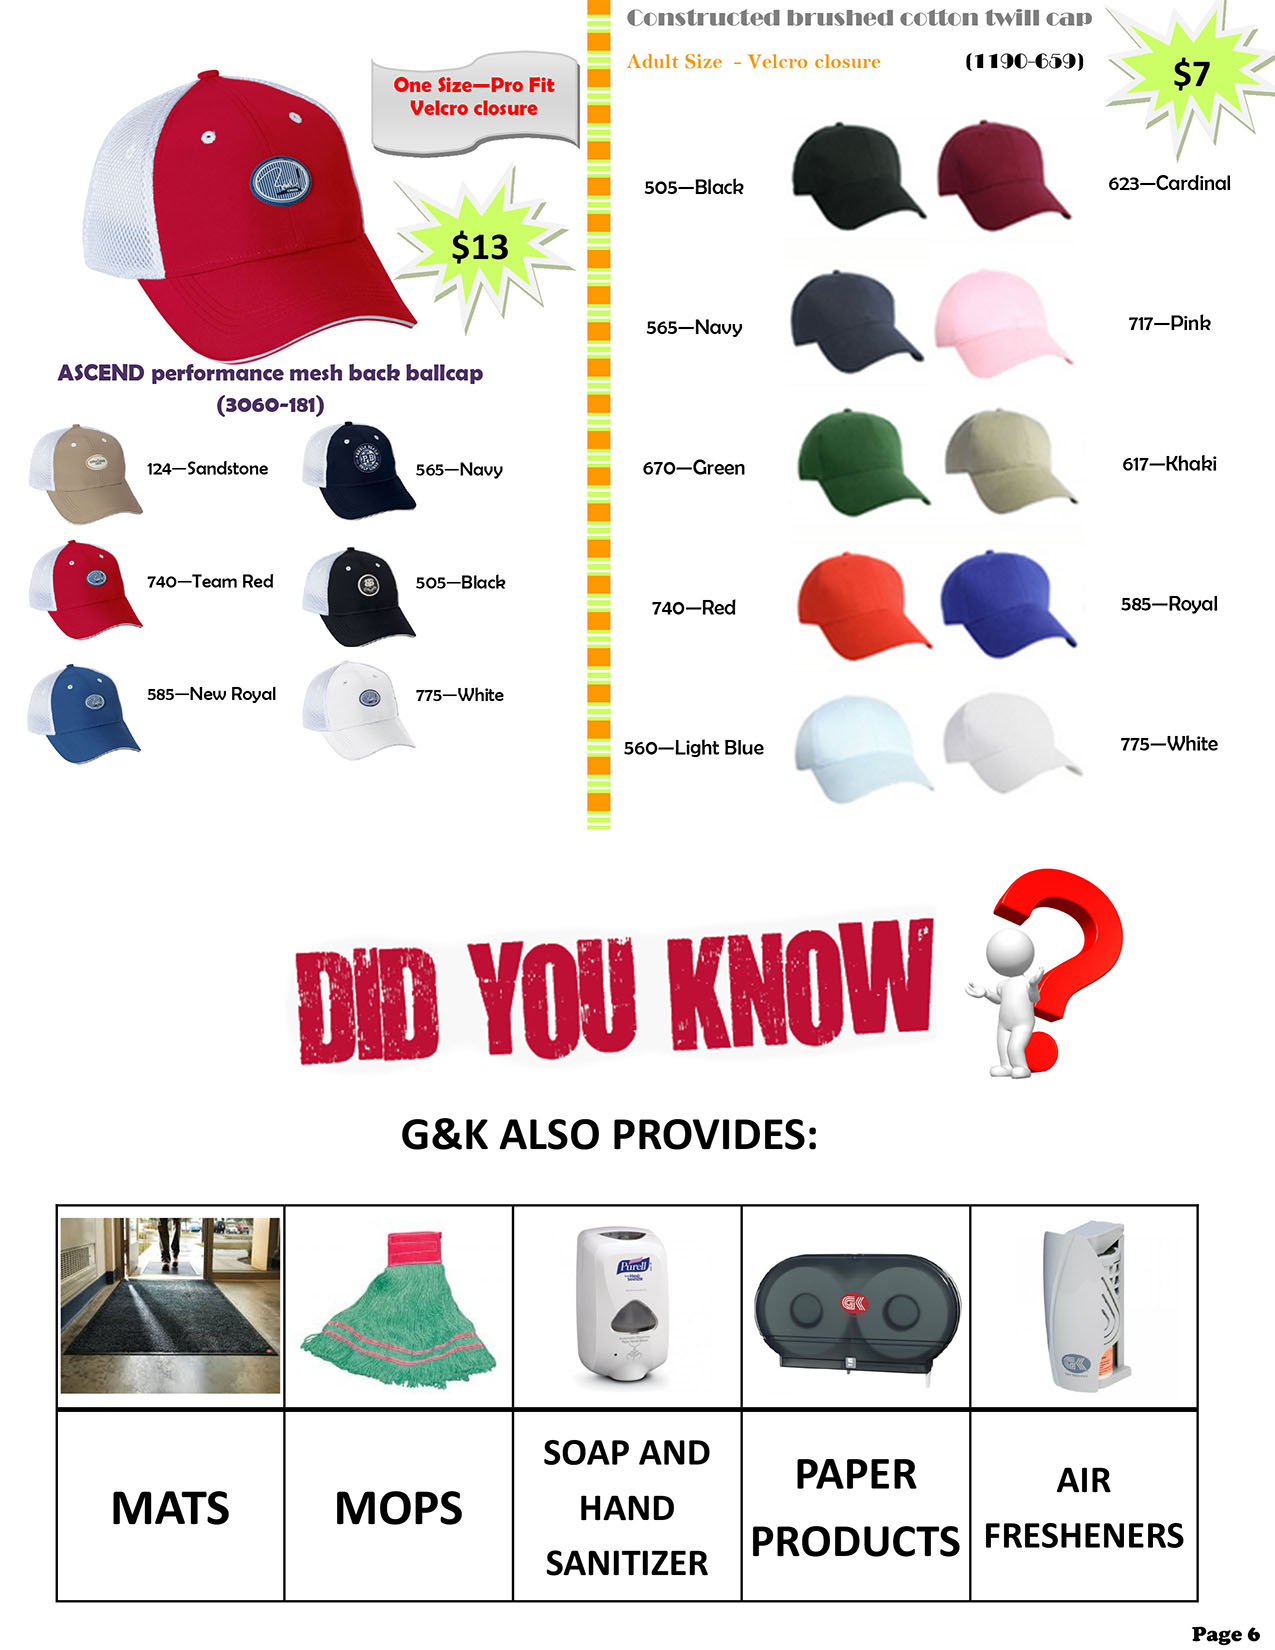 One Size—Pro Fit
Velcro closure
$13
ASCEND performance mesh back ballcap
(3060-181)
124—Sandstone
565—Navy
740—Team Red
505—Black
585—New Royal
775—White
Constructed brushed cotton twill cap
Adult Size - Velcro closure (1190-659)
$7
505—Black
623—Cardinal
565—Navy
717—Pink
670—Green
617—Khaki
740—Red
585—Royal
560—Light Blue
775—White
DID YOU KNOW
G&K ALSO PROVIDES:
Purell
GK
GK
MATS
MOPS
SOAP AND
HAND
SANITIZER
PAPER
PRODUCTS
AIR
FRESHENERS
Page 6